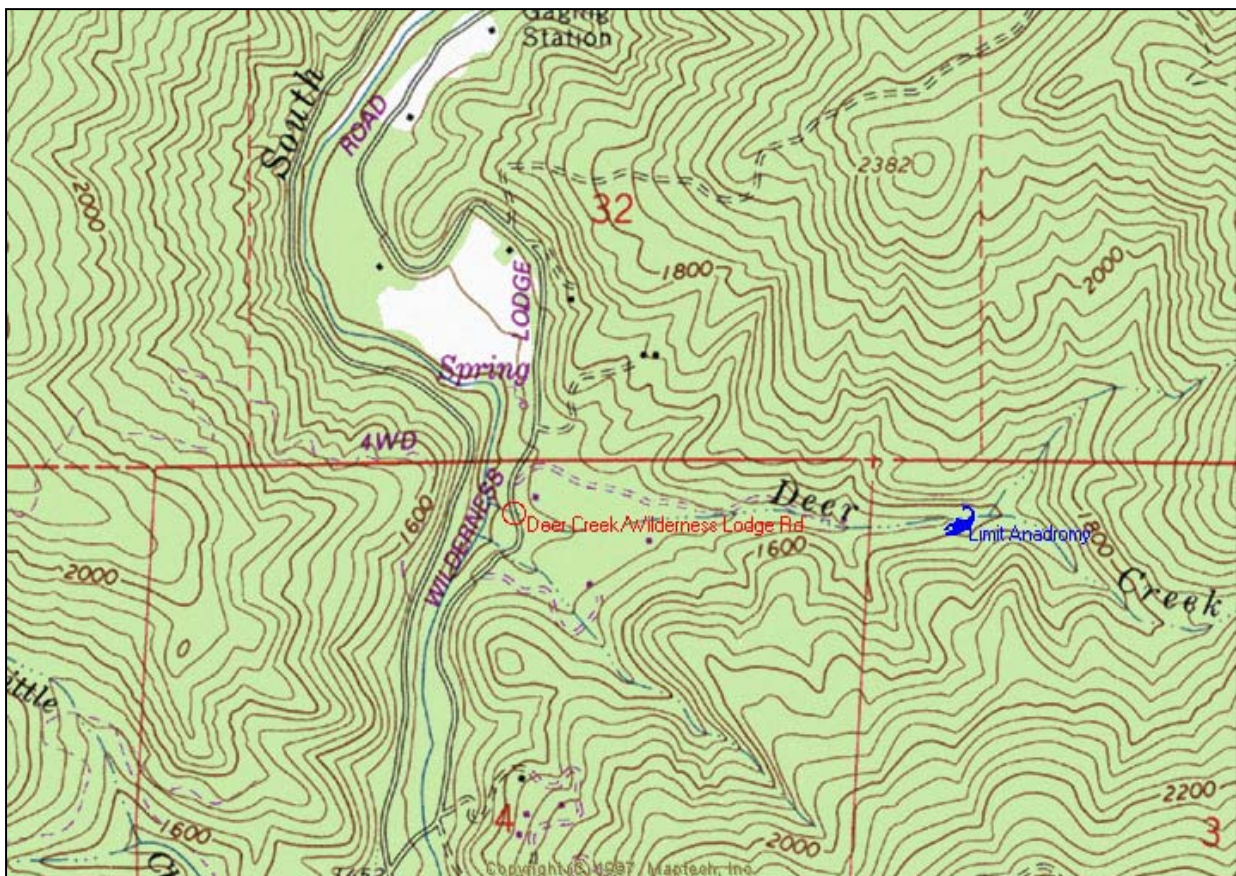 Gaging
Station
South
ROAD
2000
32
2382
1800
2000
LODGE
Spring
4WD
WILDERNESS
1600
Deer
Deer Creek/Wilderness Lodge Rd
Limit Anadromy
1600
1800
Creek
2000
ittle
2200
1600
4
2000
3
Copyright (C) 1997, Maptech, Inc.